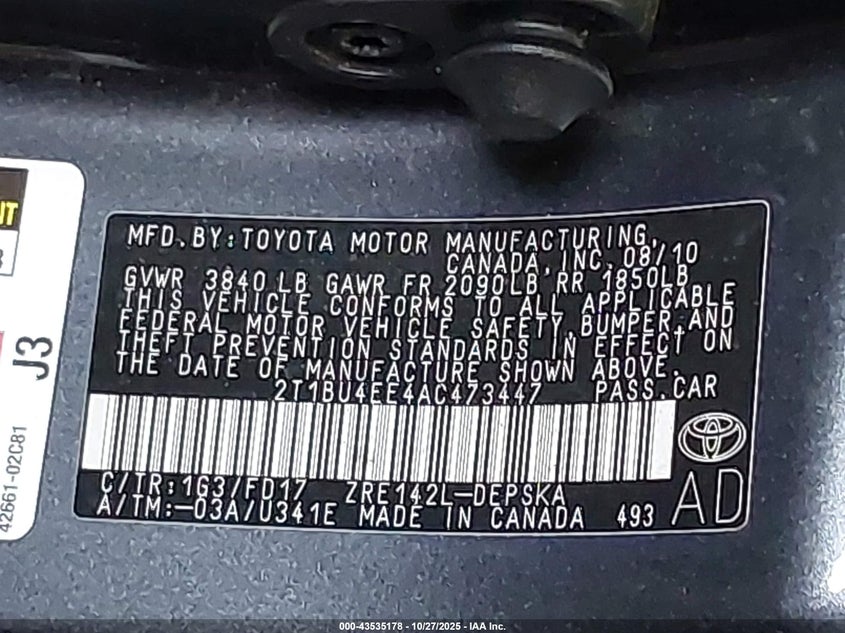 MFD.BY:TOYOTA MOTOR MANUFACTURING,
CANADA,INC.08/10
GVWR 3840LB GAWR FR 2090LB RR 1850LB
THIS VEHICLE CONFORMS TO ALL APPLICABLE
FEDERAL MOTOR VEHICLE SAFETY,BUMPER,AND
THEFT PREVENTION STANDARDS IN EFFECT ON
THE DATE OF MANUFACTURE SHOWN ABOVE.
2T1BU4EE4AC473447 PASS.CAR
C/TR:1G3/FD17 ZRE142L-DEPSKA
A/TM:-03A/U341E MADE IN CANADA 493
AD
J3
42661-02C81
000-43535178 - 10/27/2025 - IAA Inc.